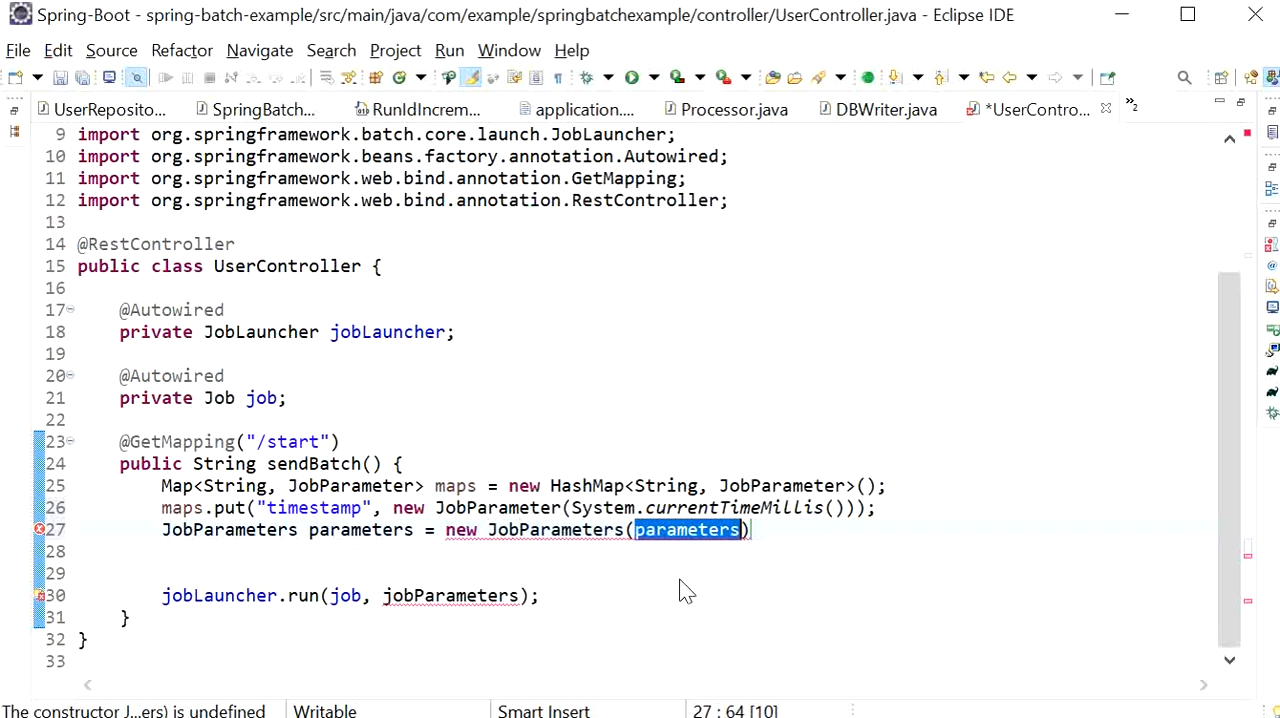 Spring-Boot - spring-batch-example/src/main/java/com/example/springbatchexample/controller/UserController.java - Eclipse IDE
File Edit Source Refactor Navigate Search Project Run Window Help
UserReposito... SpringBatch... RunIdIncrem... application.... Processor.java DBWriter.java *UserContro... »2
9 import org.springframework.batch.core.launch.JobLauncher;
10 import org.springframework.beans.factory.annotation.Autowired;
11 import org.springframework.web.bind.annotation.GetMapping;
12 import org.springframework.web.bind.annotation.RestController;
13
14 @RestController
15 public class UserController {
16
17 @Autowired
18 private JobLauncher jobLauncher;
19
20 @Autowired
21 private Job job;
22
23 @GetMapping("/start")
24 public String sendBatch() {
25 Map<String, JobParameter> maps = new HashMap<String, JobParameter>();
26 maps.put("timestamp", new JobParameter(System.currentTimeMillis()));
27 JobParameters parameters = new JobParameters(parameters)
28
29
30 jobLauncher.run(job, jobParameters);
31 }
32 }
33
The constructor J...ers) is undefined Writable Smart Insert 27 : 64 [10]